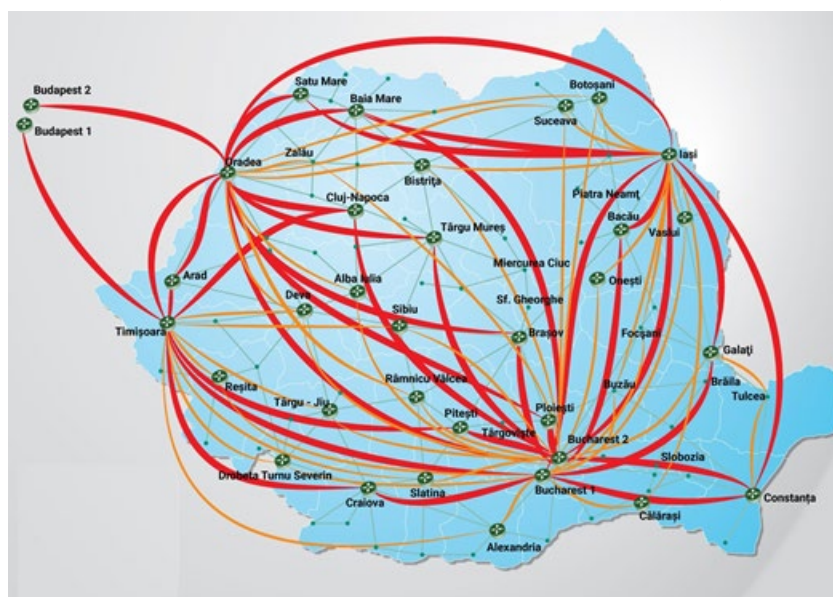 Budapest 2
Budapest 1
Satu Mare
Baia Mare
Botoșani
Suceava
Oradea
Zalău
Bistrița
Iași
Cluj-Napoca
Piatra Neamț
Bacău
Vaslui
Târgu Mureș
Miercurea Ciuc
Arad
Alba Iulia
Onești
Deva
Sibiu
Sf. Gheorghe
Timișoara
Brașov
Focșani
Galați
Reșita
Râmnicu Vâlcea
Buzău
Brăila
Tulcea
Târgu - Jiu
Pitești
Ploiești
Târgoviște
Bucharest 2
Slobozia
Drobeta Turnu Severin
Slatina
Bucharest 1
Constanța
Craiova
Călărași
Alexandria